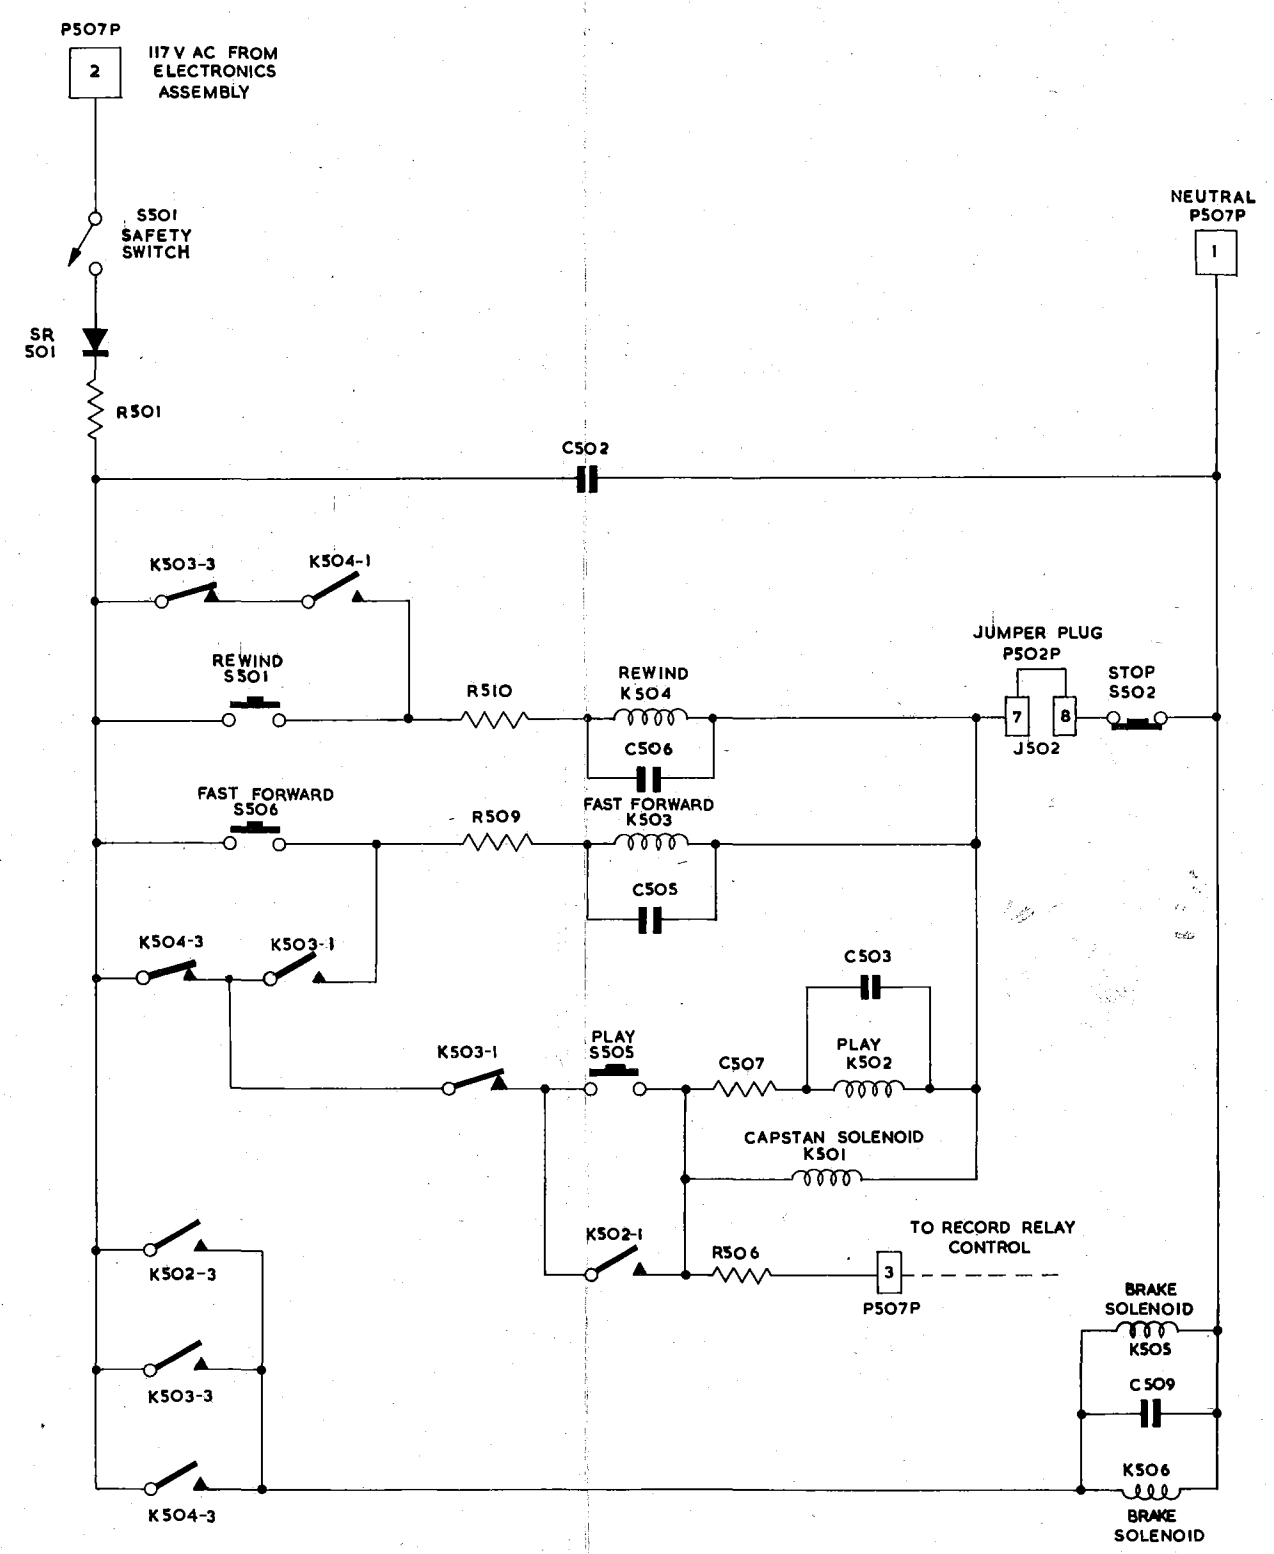 P507P
2
117V AC FROM
ELECTRONICS
ASSEMBLY
S501
SAFETY
SWITCH
NEUTRAL
P507P
1
SR
501
R501
C502
K503-3
K504-1
JUMPER PLUG
P502P
REWIND
S501
R510
REWIND
K504
STOP
S502
7
8
J502
C506
FAST FORWARD
S506
R509
FAST FORWARD
K503
C505
K504-3
K503-1
C503
K503-1
PLAY
S505
C507
PLAY
K502
CAPSTAN SOLENOID
K501
K502-1
R506
3
P507P
TO RECORD RELAY
CONTROL
K502-3
K503-3
K504-3
BRAKE
SOLENOID
K505
C509
K506
BRAKE
SOLENOID